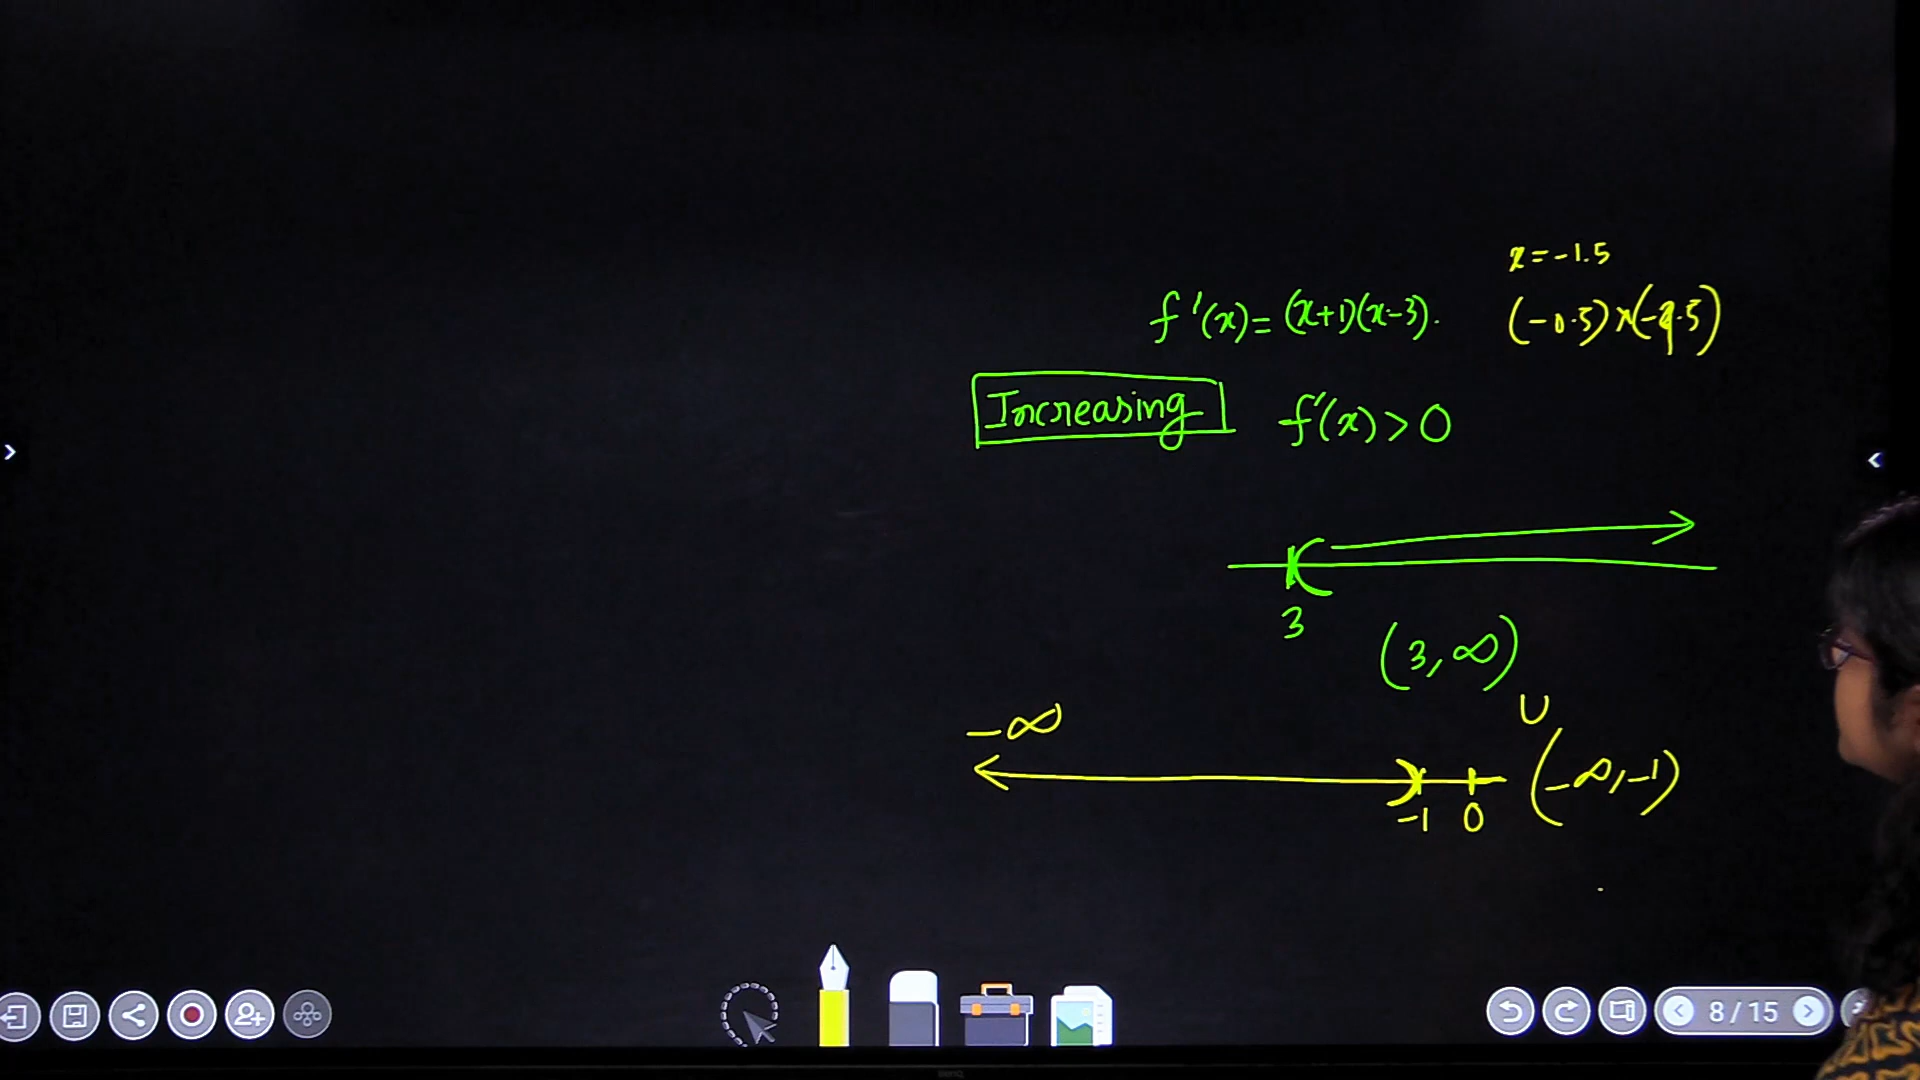 x = -1.5
f'(x) = (x+1)(x-3). (-0.5)×(-4.5)
Increasing f'(x) > 0
3
(3, ∞)
∪
-∞
(-∞, -1)
-1 0
8 / 15